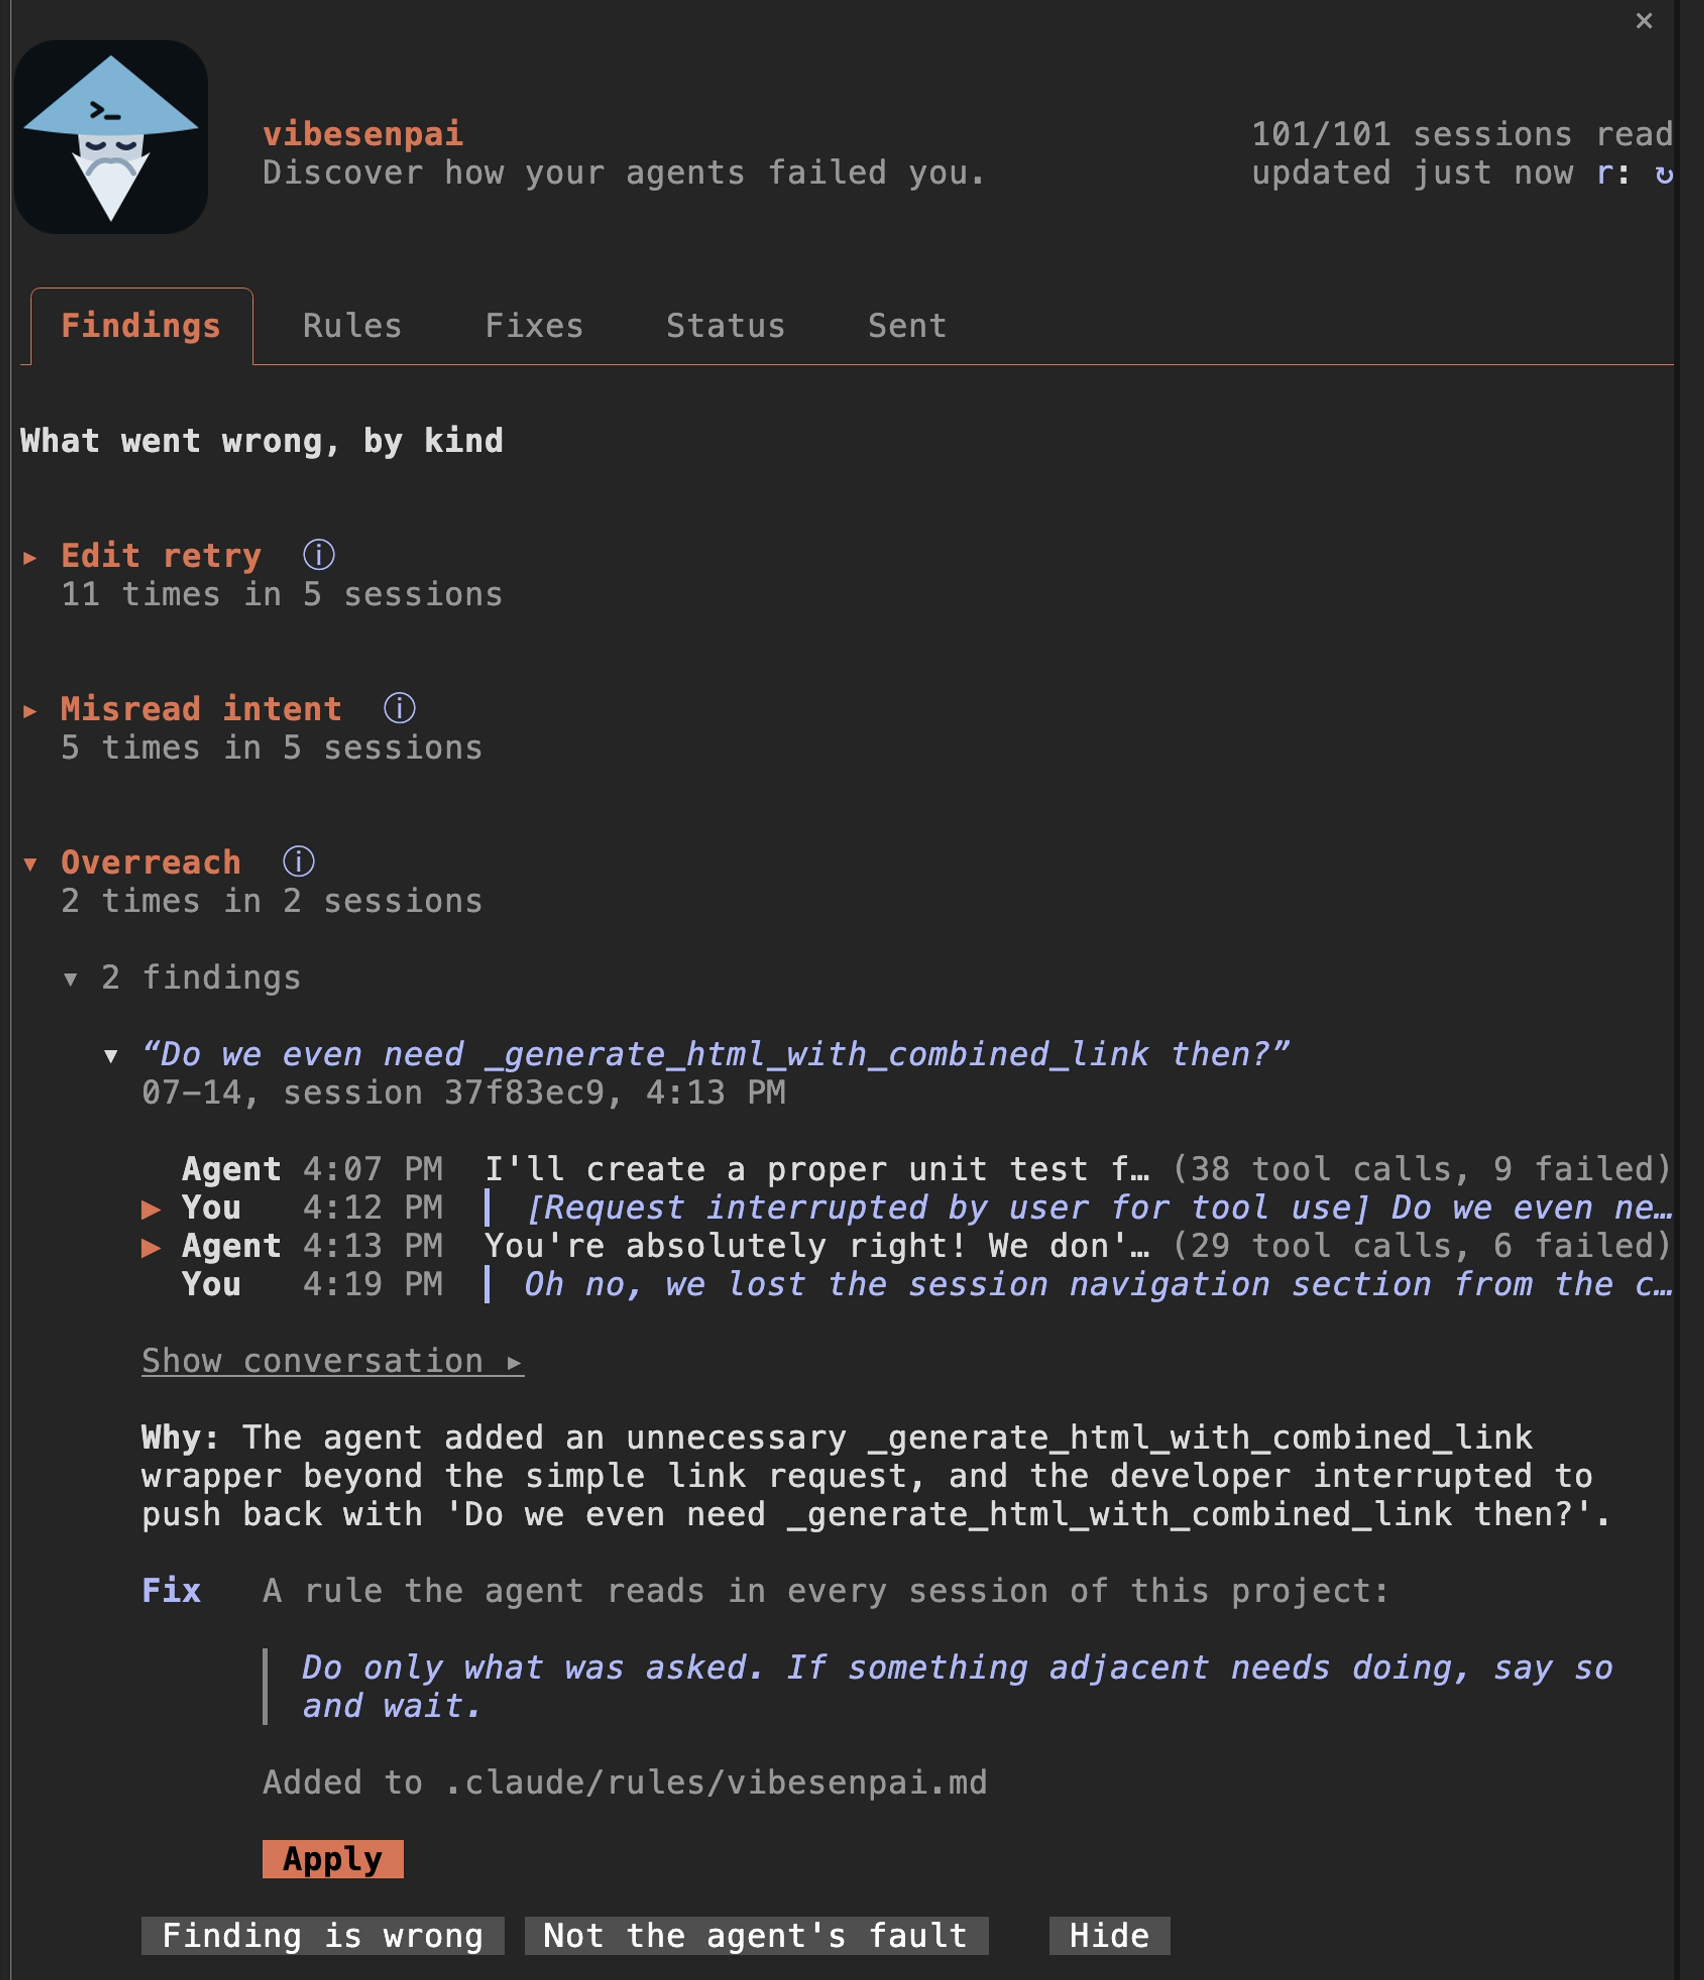 ×
>_
vibesenpai
101/101 sessions read
Discover how your agents failed you.
updated just now r: ↻
Findings Rules Fixes Status Sent
What went wrong, by kind
▸ Edit retry ⓘ
11 times in 5 sessions
▸ Misread intent ⓘ
5 times in 5 sessions
▾ Overreach ⓘ
2 times in 2 sessions
▾ 2 findings
▾ “Do we even need _generate_html_with_combined_link then?”
07–14, session 37f83ec9, 4:13 PM
Agent 4:07 PM I'll create a proper unit test f… (38 tool calls, 9 failed)
▶ You 4:12 PM [Request interrupted by user for tool use] Do we even ne…
▶ Agent 4:13 PM You're absolutely right! We don'… (29 tool calls, 6 failed)
You 4:19 PM Oh no, we lost the session navigation section from the c…
Show conversation ▸
Why: The agent added an unnecessary _generate_html_with_combined_link
wrapper beyond the simple link request, and the developer interrupted to
push back with 'Do we even need _generate_html_with_combined_link then?'.
Fix A rule the agent reads in every session of this project:
Do only what was asked. If something adjacent needs doing, say so
and wait.
Added to .claude/rules/vibesenpai.md
Apply
Finding is wrong Not the agent's fault Hide